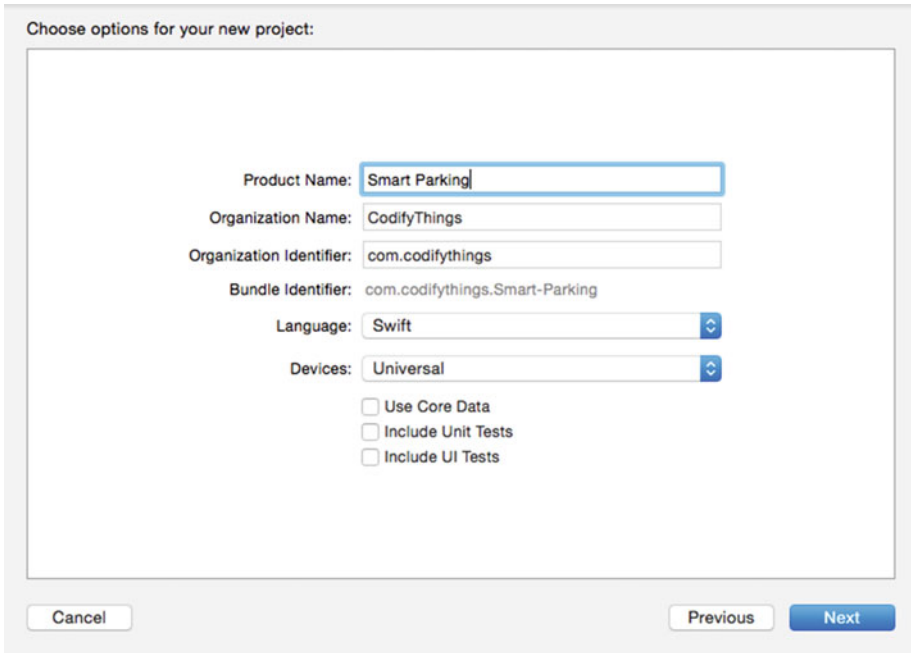 Choose options for your new project:
Product Name: Smart Parking
Organization Name: CodifyThings
Organization Identifier: com.codifythings
Bundle Identifier: com.codifythings.Smart-Parking
Language: Swift
Devices: Universal
Use Core Data
Include Unit Tests
Include UI Tests
Cancel Previous Next